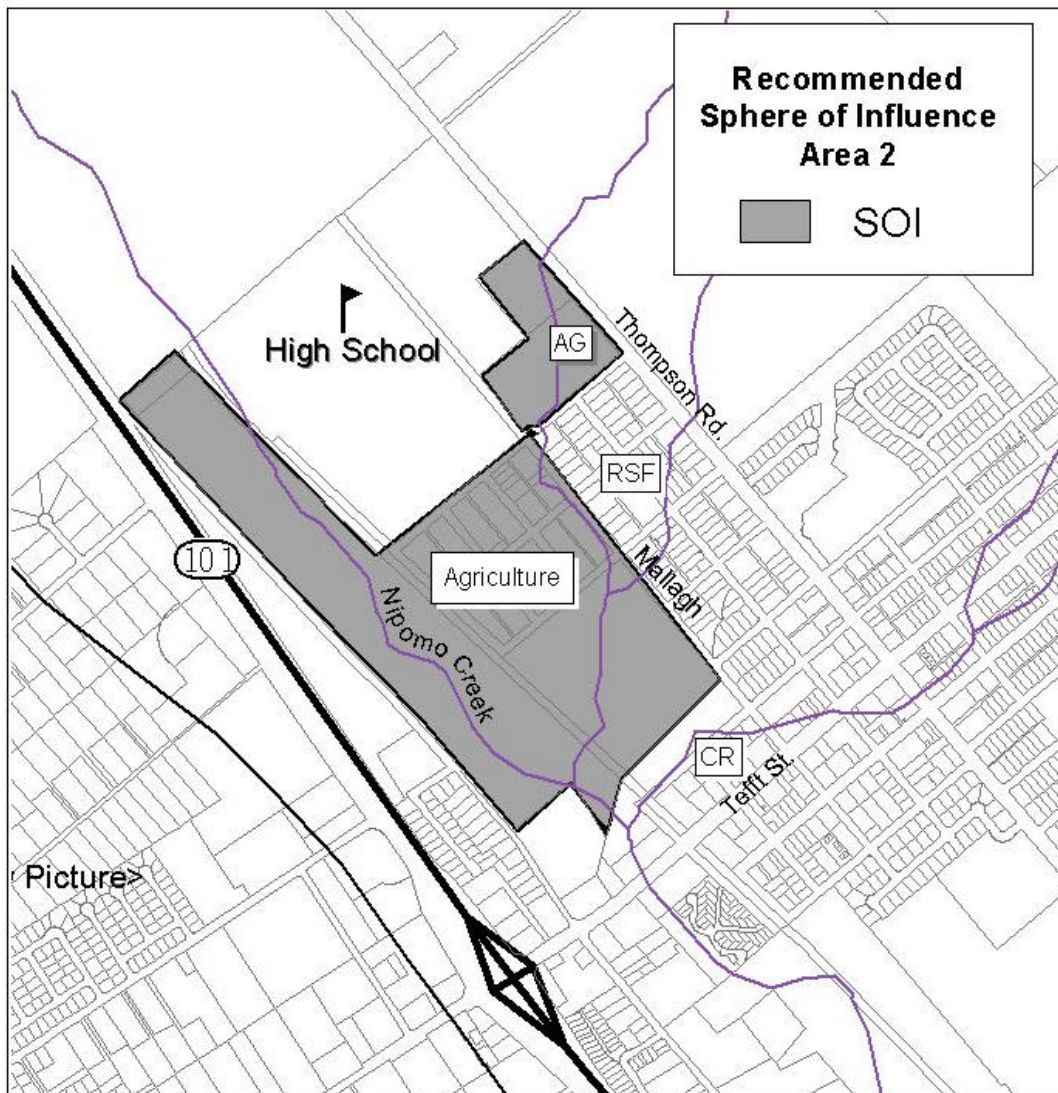 Recommended
Sphere of Influence
Area 2
SOI
High School
AG
Thompson Rd.
RSF
101
Agriculture
Mallagh
Nipomo Creek
CR
Tefft St.
Picture>